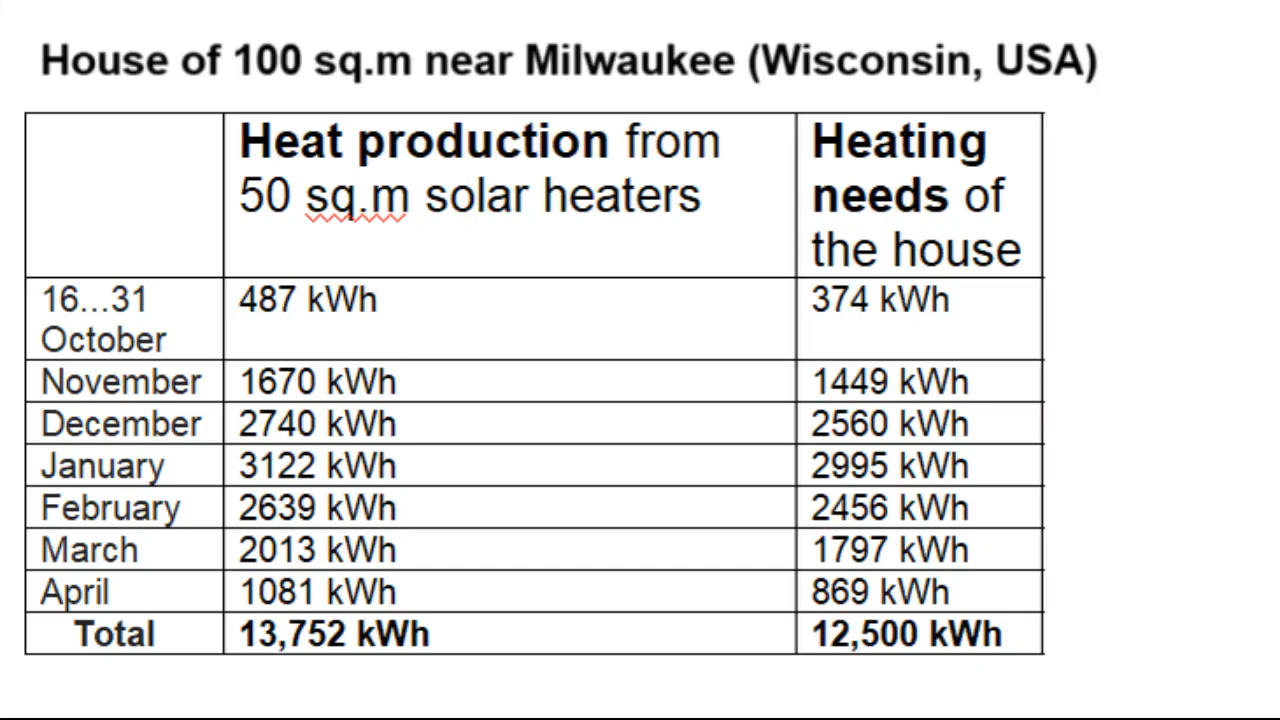 House of 100 sq.m near Milwaukee (Wisconsin, USA)
Heat production from
50 sq.m solar heaters
Heating
needs of
the house
16...31
October
487 kWh
374 kWh
November 1670 kWh 1449 kWh
December 2740 kWh 2560 kWh
January 3122 kWh 2995 kWh
February 2639 kWh 2456 kWh
March 2013 kWh 1797 kWh
April 1081 kWh 869 kWh
Total 13,752 kWh 12,500 kWh